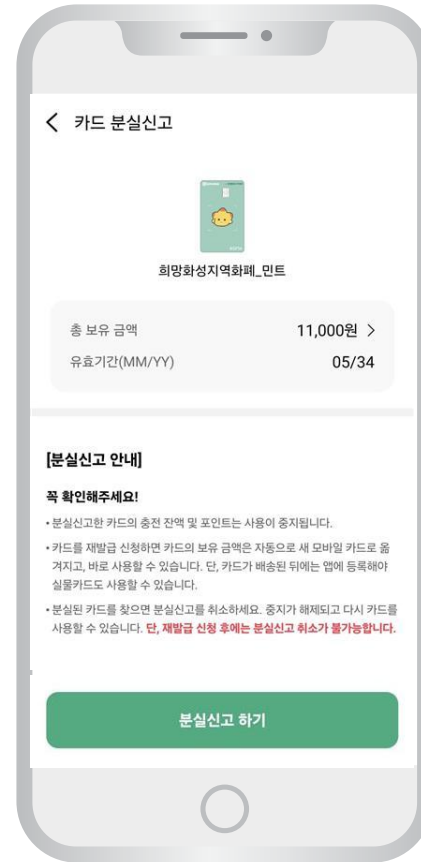 카드 분실신고
희망화성지역화폐_민트
총 보유 금액 11,000원 >
유효기간(MM/YY) 05/34
[분실신고 안내]
꼭 확인해주세요!
• 분실신고한 카드의 충전 잔액 및 포인트는 사용이 중지됩니다.
• 카드를 재발급 신청하면 카드의 보유 금액은 자동으로 새 모바일 카드로 옮
겨지고, 바로 사용할 수 있습니다. 단, 카드가 배송된 뒤에는 앱에 등록해야
실물카드도 사용할 수 있습니다.
• 분실된 카드를 찾으면 분실신고를 취소하세요. 중지가 해제되고 다시 카드를
사용할 수 있습니다. 단, 재발급 신청 후에는 분실신고 취소가 불가능합니다.
분실신고 하기